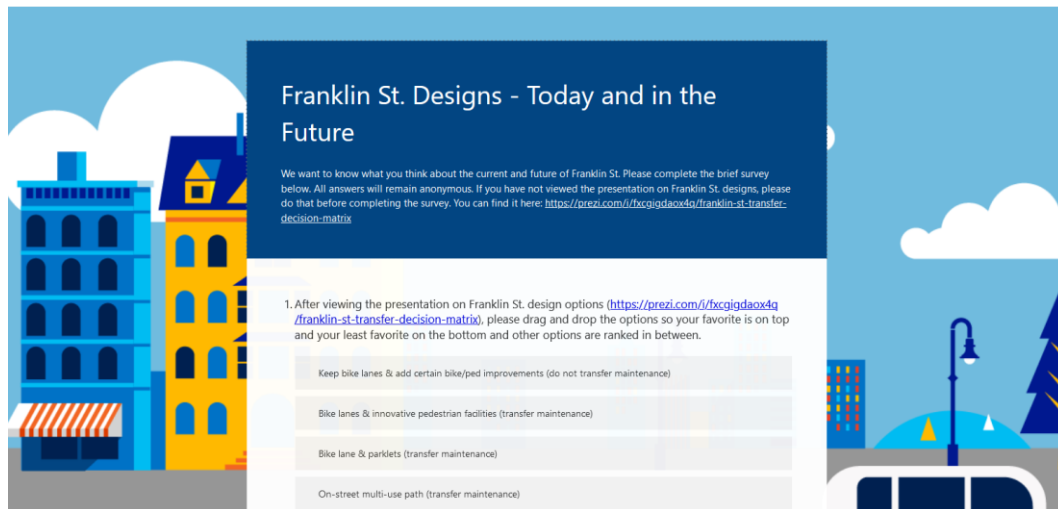 Franklin St. Designs - Today and in the
Future
We want to know what you think about the current and future of Franklin St. Please complete the brief survey
below. All answers will remain anonymous. If you have not viewed the presentation on Franklin St. designs, please
do that before completing the survey. You can find it here: https://prezi.com/i/fxcgigdaox4q/franklin-st-transfer-
decision-matrix
1. After viewing the presentation on Franklin St. design options (https://prezi.com/i/fxcgigdaox4q
/franklin-st-transfer-decision-matrix), please drag and drop the options so your favorite is on top
and your least favorite on the bottom and other options are ranked in between.
Keep bike lanes & add certain bike/ped improvements (do not transfer maintenance)
Bike lanes & innovative pedestrian facilities (transfer maintenance)
Bike lane & parklets (transfer maintenance)
On-street multi-use path (transfer maintenance)